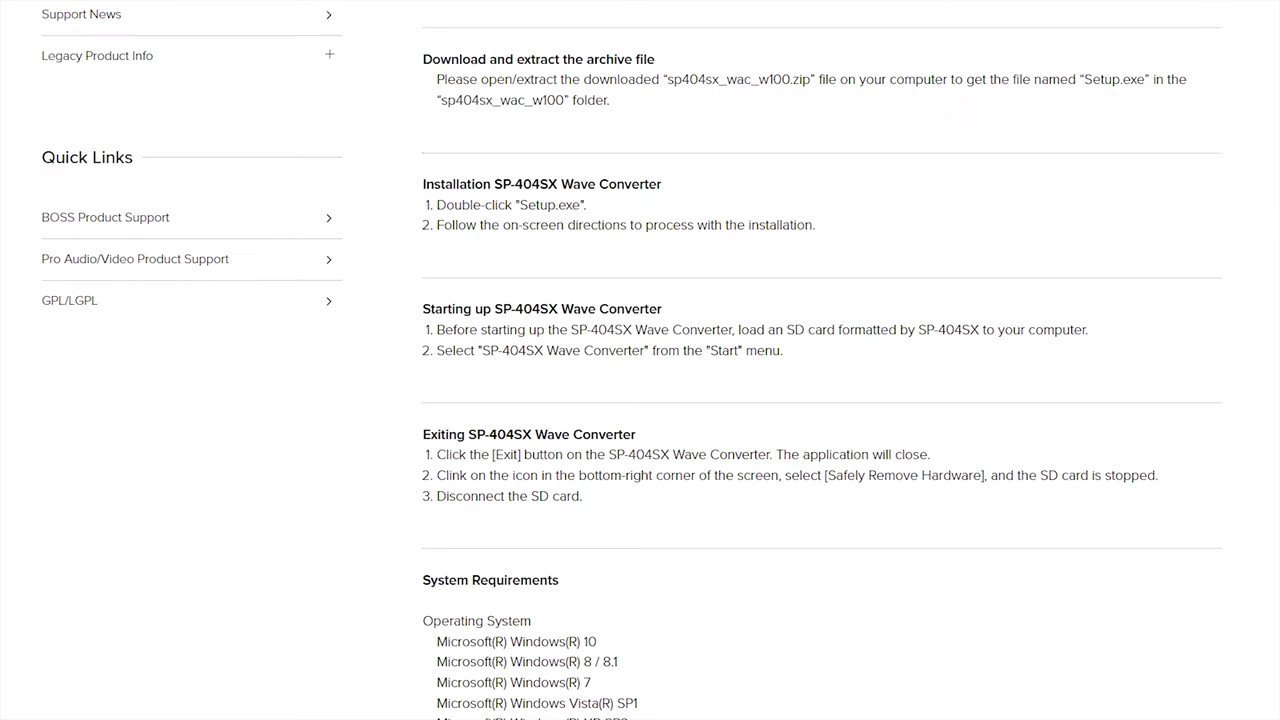 Support News
Legacy Product Info
Quick Links
BOSS Product Support
Pro Audio/Video Product Support
GPL/LGPL
Download and extract the archive file
Please open/extract the downloaded “sp404sx_wac_w100.zip” file on your computer to get the file named “Setup.exe” in the
“sp404sx_wac_w100” folder.
Installation SP-404SX Wave Converter
1. Double-click "Setup.exe".
2. Follow the on-screen directions to process with the installation.
Starting up SP-404SX Wave Converter
1. Before starting up the SP-404SX Wave Converter, load an SD card formatted by SP-404SX to your computer.
2. Select "SP-404SX Wave Converter" from the "Start" menu.
Exiting SP-404SX Wave Converter
1. Click the [Exit] button on the SP-404SX Wave Converter. The application will close.
2. Clink on the icon in the bottom-right corner of the screen, select [Safely Remove Hardware], and the SD card is stopped.
3. Disconnect the SD card.
System Requirements
Operating System
Microsoft(R) Windows(R) 10
Microsoft(R) Windows(R) 8 / 8.1
Microsoft(R) Windows(R) 7
Microsoft(R) Windows Vista(R) SP1